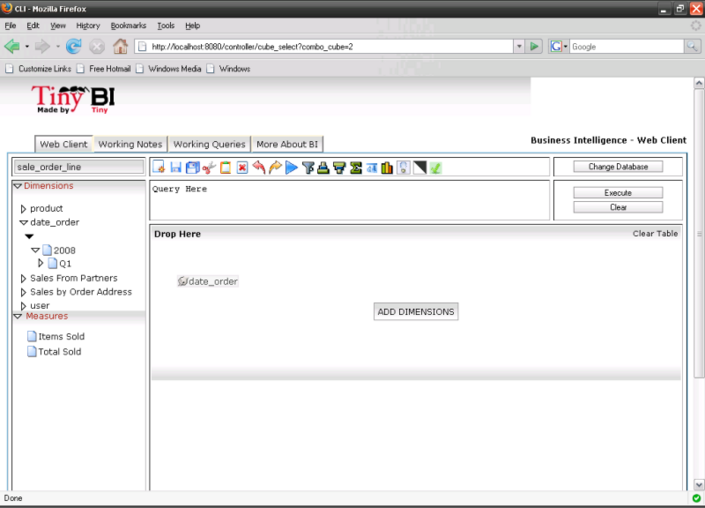 CLI - Mozilla Firefox
File Edit View History Bookmarks Tools Help
http://localhost:8080/controller/cube_select?combo_cube=2
G Google
Customize Links Free Hotmail Windows Media Windows
Tiny BI
Made by Tiny
Web Client Working Notes Working Queries More About BI
Business Intelligence - Web Client
sale_order_line
Change Database
Dimensions
Query Here
Execute
Clear
product
date_order
2008
Q1
Sales From Partners
Sales by Order Address
user
Drop Here
Clear Table
date_order
ADD DIMENSIONS
Measures
Items Sold
Total Sold
Done